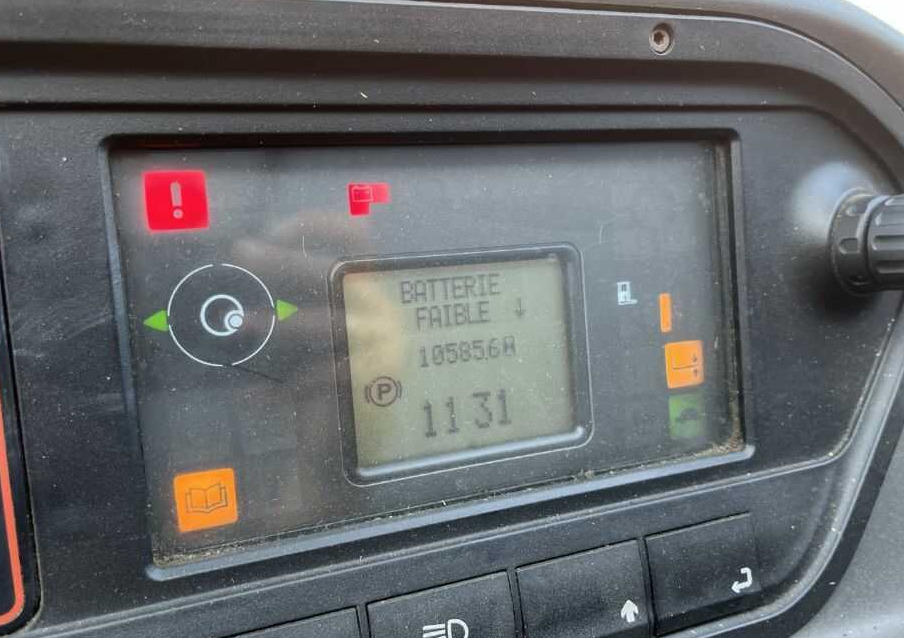 BATTERIE
FAIBLE ↓
10585.6H
P
11 31